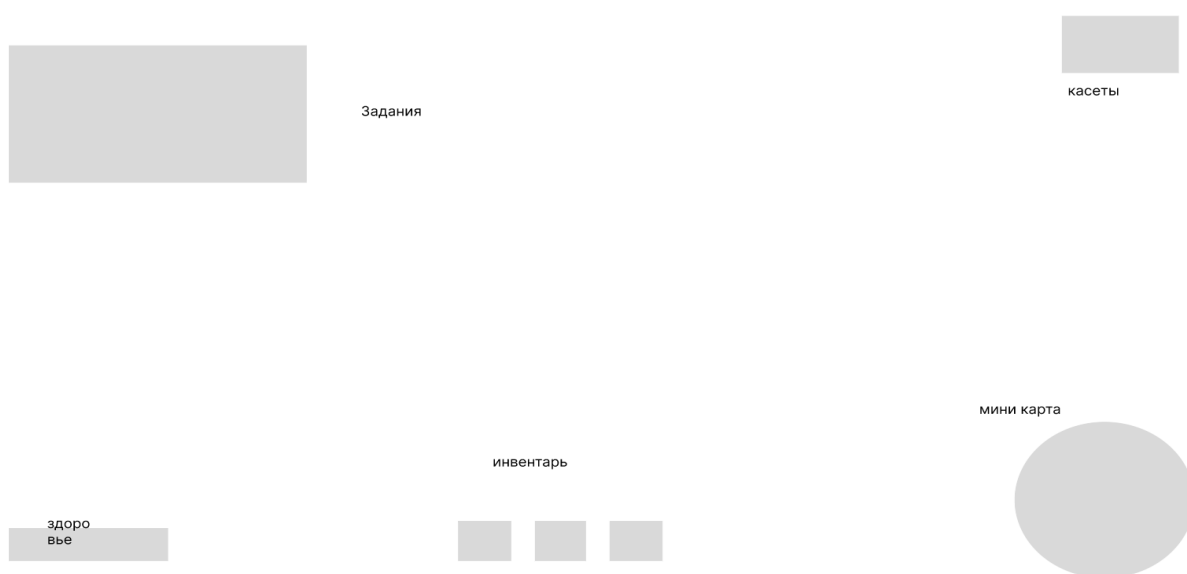 касеты
Задания
мини карта
инвентарь
здоро
вье